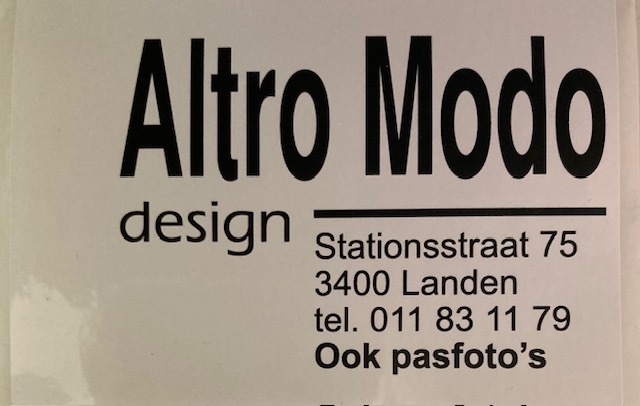 Altro Modo
design
Stationsstraat 75
3400 Landen
tel. 011 83 11 79
Ook pasfoto's